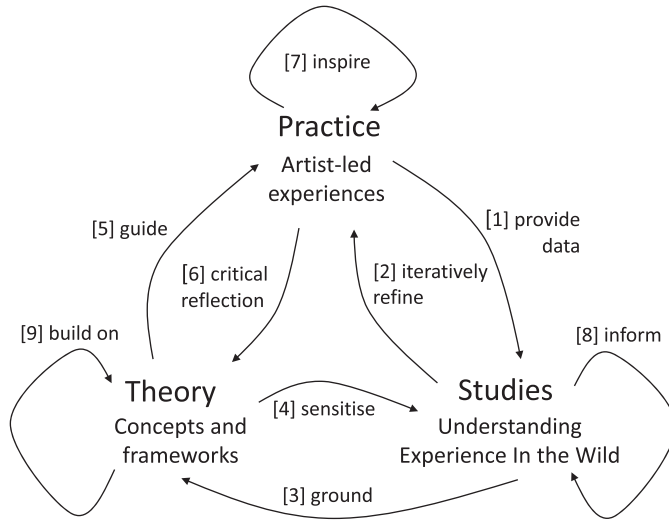 [7] inspire
Practice
Artist-led
experiences
[1] provide
data
[5] guide
[6] critical
reflection
[2] iteratively
refine
[9] build on
[8] inform
Theory
Concepts and
frameworks
[4] sensitise
Studies
Understanding
Experience In the Wild
[3] ground